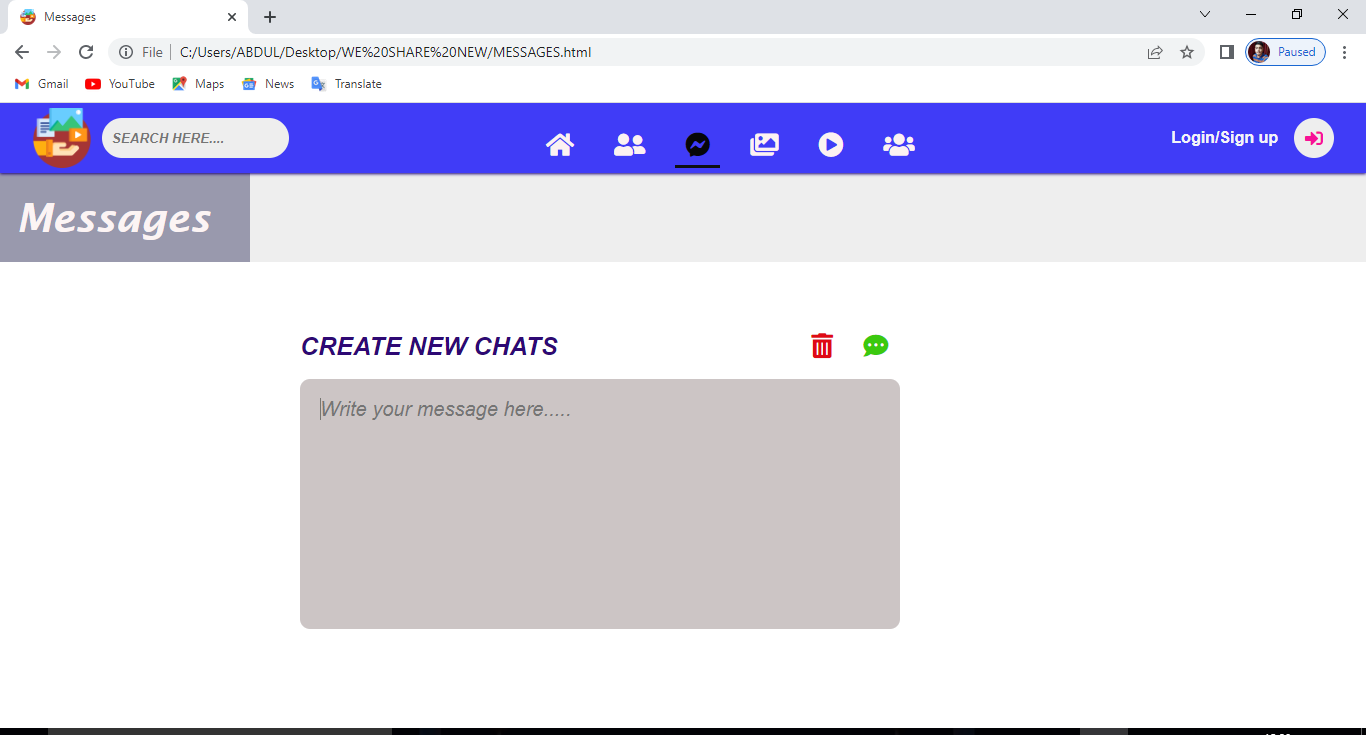 Messages
File C:/Users/ABDUL/Desktop/WE%20SHARE%20NEW/MESSAGES.html Paused
Gmail YouTube Maps News Translate
SEARCH HERE.... Login/Sign up
Messages
CREATE NEW CHATS
Write your message here.....